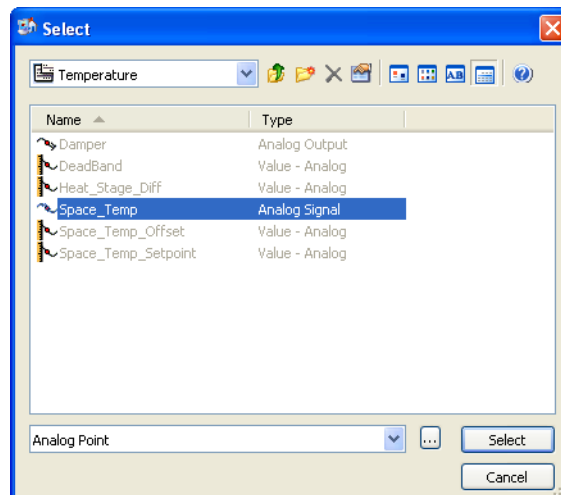 Select
Temperature
AB
Name Type
Damper Analog Output
DeadBand Value - Analog
Heat_Stage_Diff Value - Analog
Space_Temp Analog Signal
Space_Temp_Offset Value - Analog
Space_Temp_Setpoint Value - Analog
Analog Point ... Select
Cancel